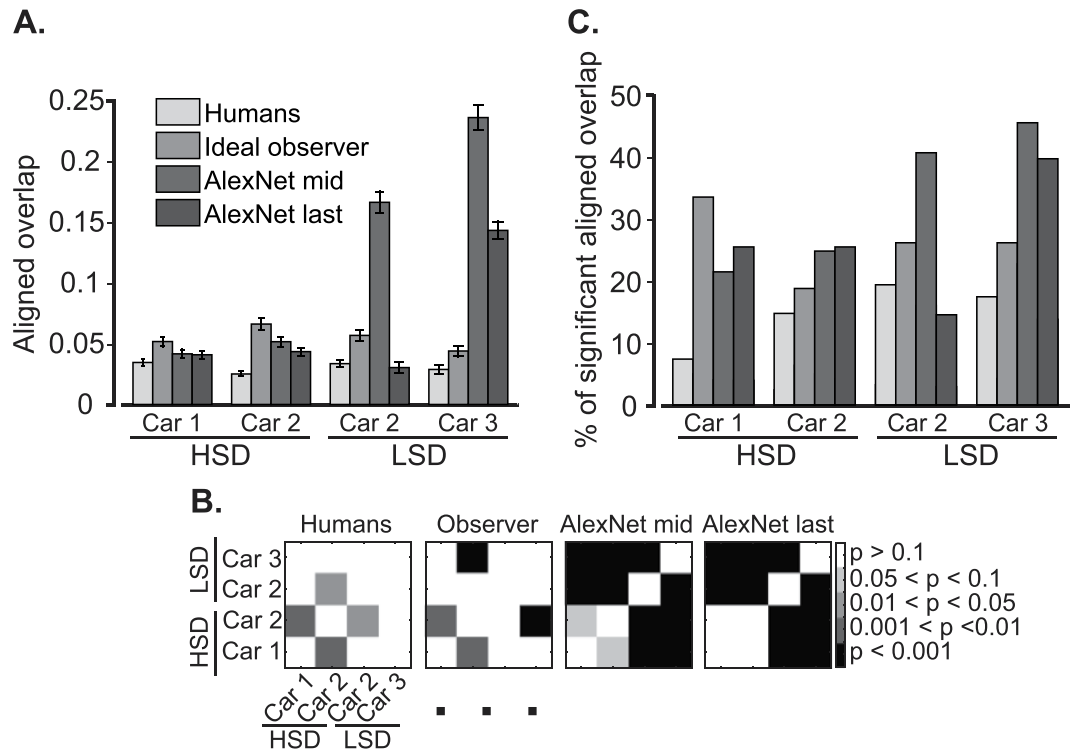 A.
Aligned overlap
0.25
0.2
0.15
0.1
0.05
0
Humans
Ideal observer
AlexNet mid
AlexNet last
Car 1
Car 2
Car 2
Car 3
HSD
LSD
C.
% of significant aligned overlap
50
40
30
20
10
0
Car 1
Car 2
Car 2
Car 3
HSD
LSD
B.
Humans
Observer
AlexNet mid
AlexNet last
LSD
HSD
Car 3
Car 2
Car 2
Car 1
Car 1
Car 2
Car 2
Car 3
HSD
LSD
p > 0.1
0.05 < p < 0.1
0.01 < p < 0.05
0.001 < p <0.01
p < 0.001